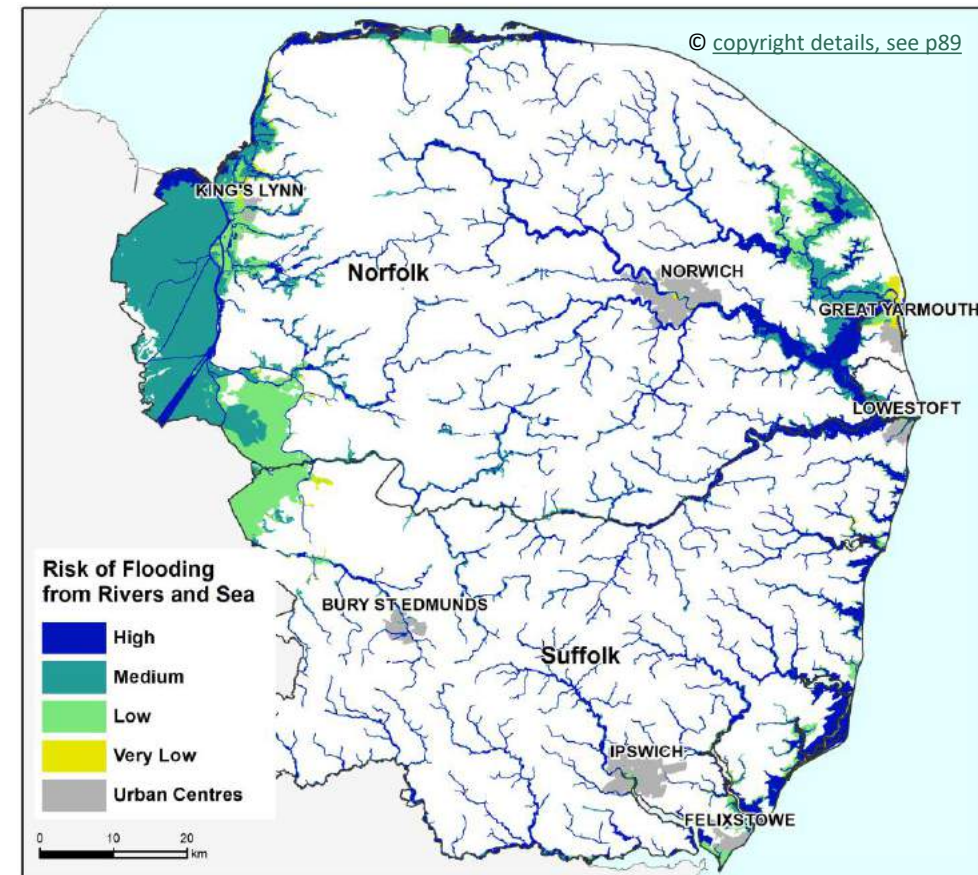 © copyright details, see p89
KING'S LYNN
Norfolk
NORWICH
GREAT YARMOUTH
LOWESTOFT
Risk of Flooding
from Rivers and Sea
High
Medium
Low
Very Low
Urban Centres
0 10 20
km
BURY ST EDMUNDS
Suffolk
IPSWICH
FELIXSTOWE